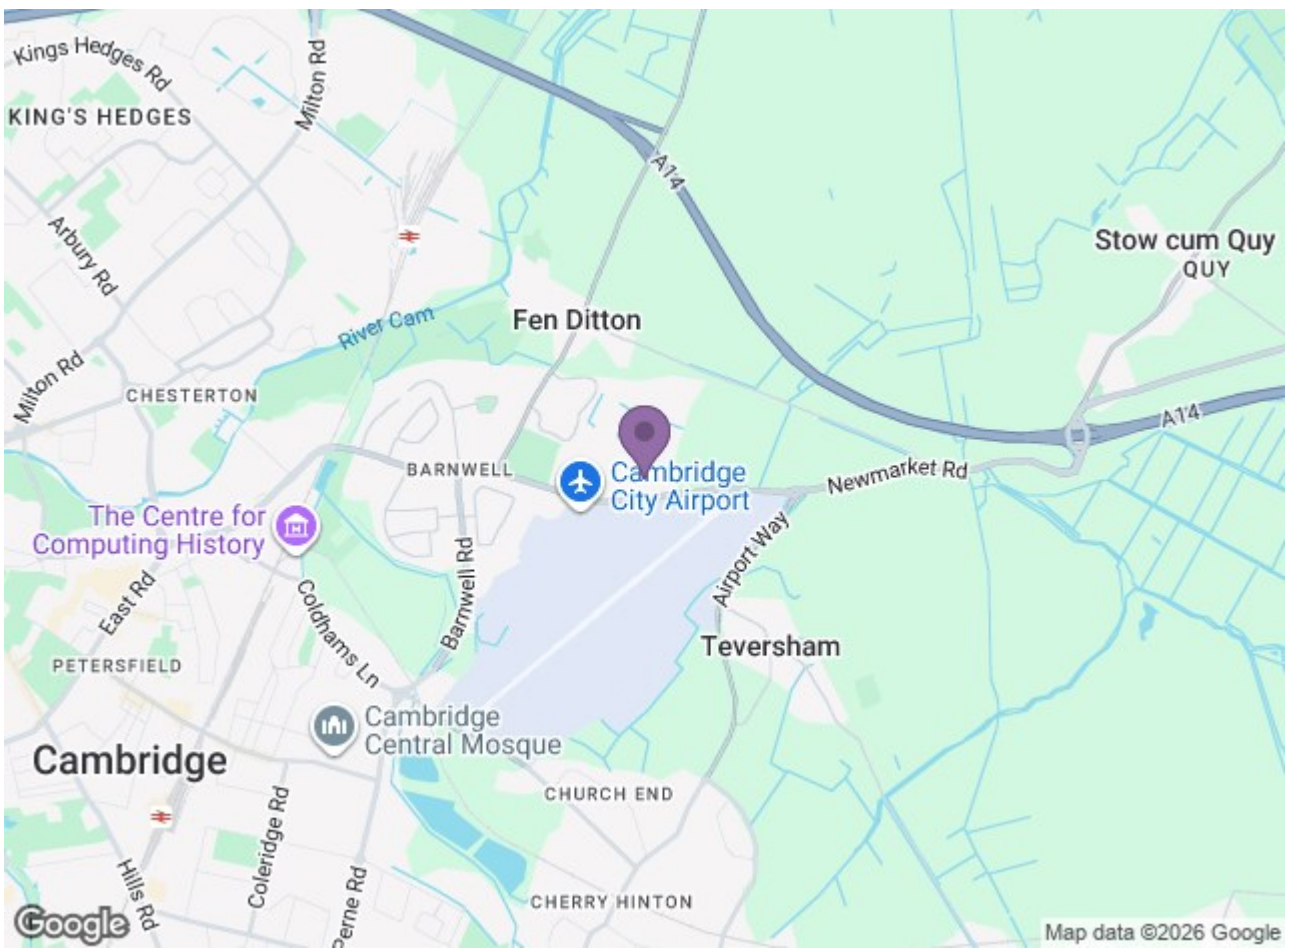 Kings Hedges Rd
Milton Rd
KING'S HEDGES
A14
Arbury Rd
Stow cum Quy
QUY
River Cam
Fen Ditton
Milton Rd
CHESTERTON
A14
BARNWELL
Cambridge
City Airport
Newmarket Rd
The Centre for
Computing History
Airport Way
Barnwell Rd
East Rd
Coldhams Ln
Teversham
PETERSFIELD
Cambridge
Central Mosque
Cambridge
CHURCH END
Coleridge Rd
Hills Rd
Perne Rd
CHERRY HINTON
Google
Map data ©2026 Google